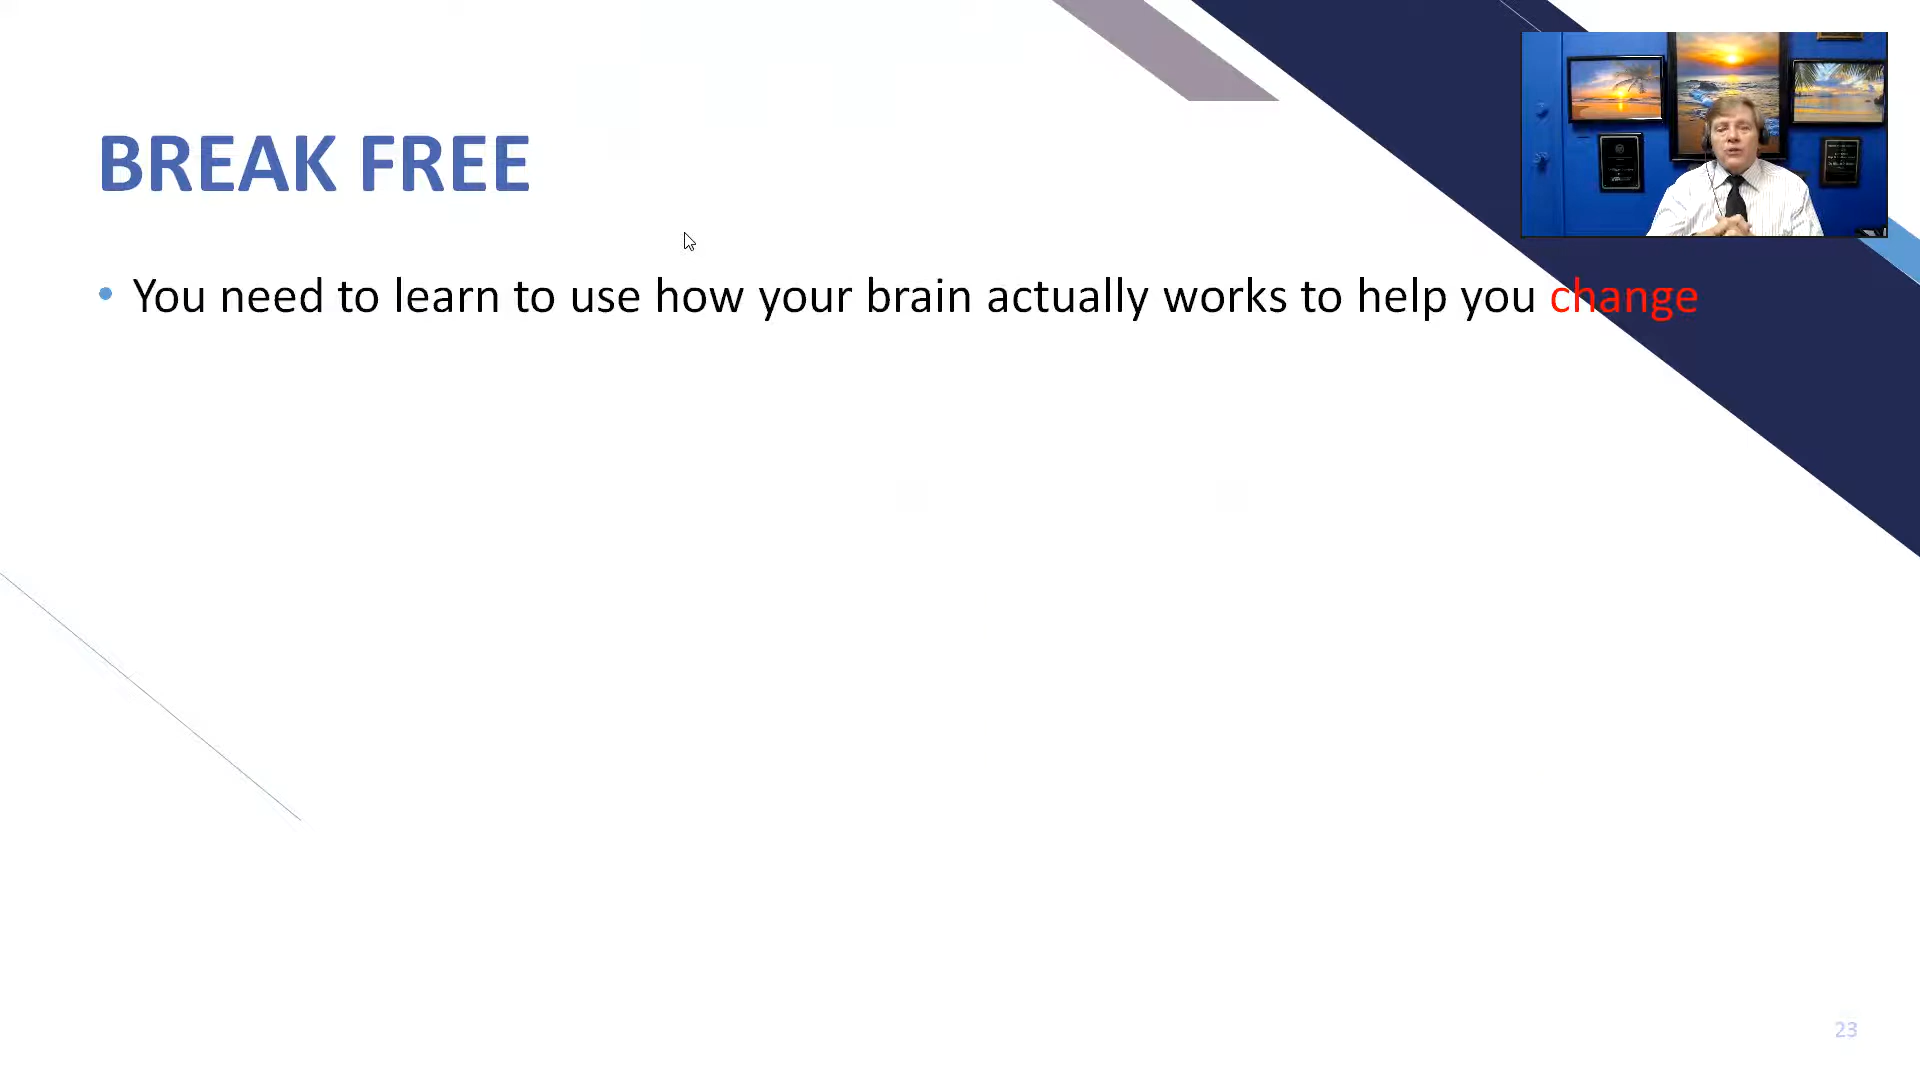 BREAK FREE
• You need to learn to use how your brain actually works to help you change
23